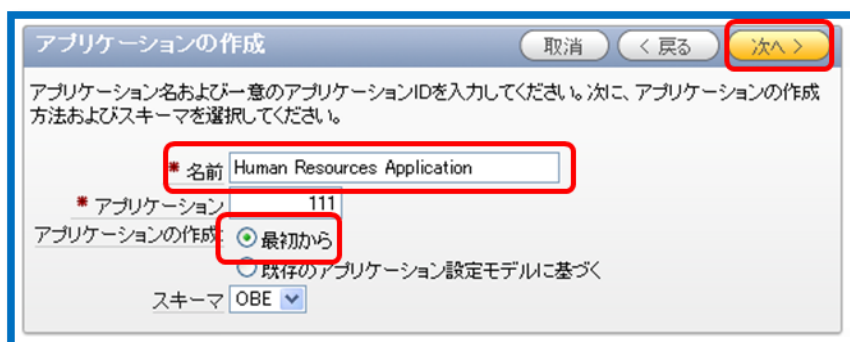 アプリケーションの作成
取消 < 戻る 次へ >
アプリケーション名および一意のアプリケーションIDを入力してください。次に、アプリケーションの作成
方法およびスキーマを選択してください。
* 名前 Human Resources Application
* アプリケーション 111
アプリケーションの作成: 最初から
既存のアプリケーション設定モデルに基づく
スキーマ OBE